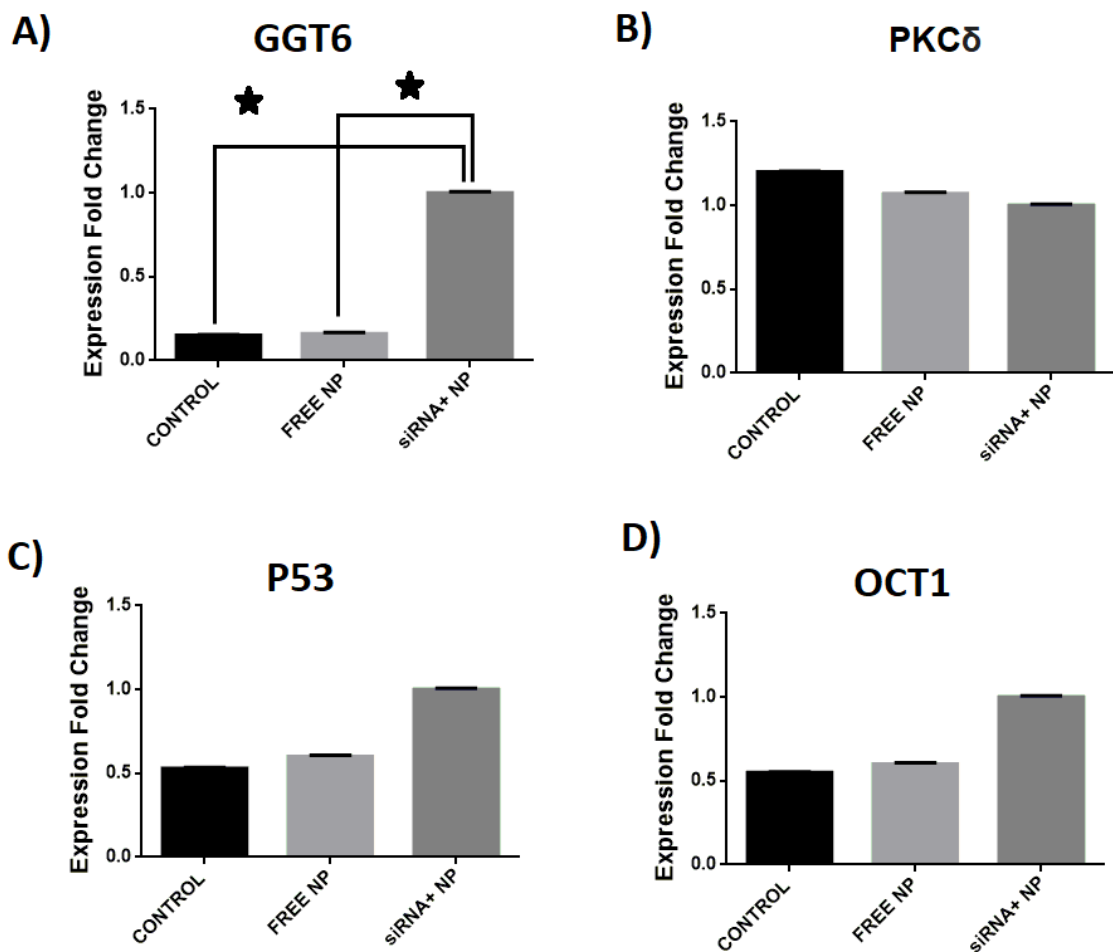 A)
GGT6
Expression Fold Change
1.5
1.0
0.5
0.0
CONTROL
FREE NP
siRNA+ NP
B)
PKCδ
Expression Fold Change
1.5
1.0
0.5
0.0
CONTROL
FREE NP
siRNA+ NP
C)
P53
Expression Fold Change
1.5
1.0
0.5
0.0
CONTROL
FREE NP
siRNA+ NP
D)
OCT1
Expression Fold Change
1.5
1.0
0.5
0.0
CONTROL
FREE NP
siRNA+ NP